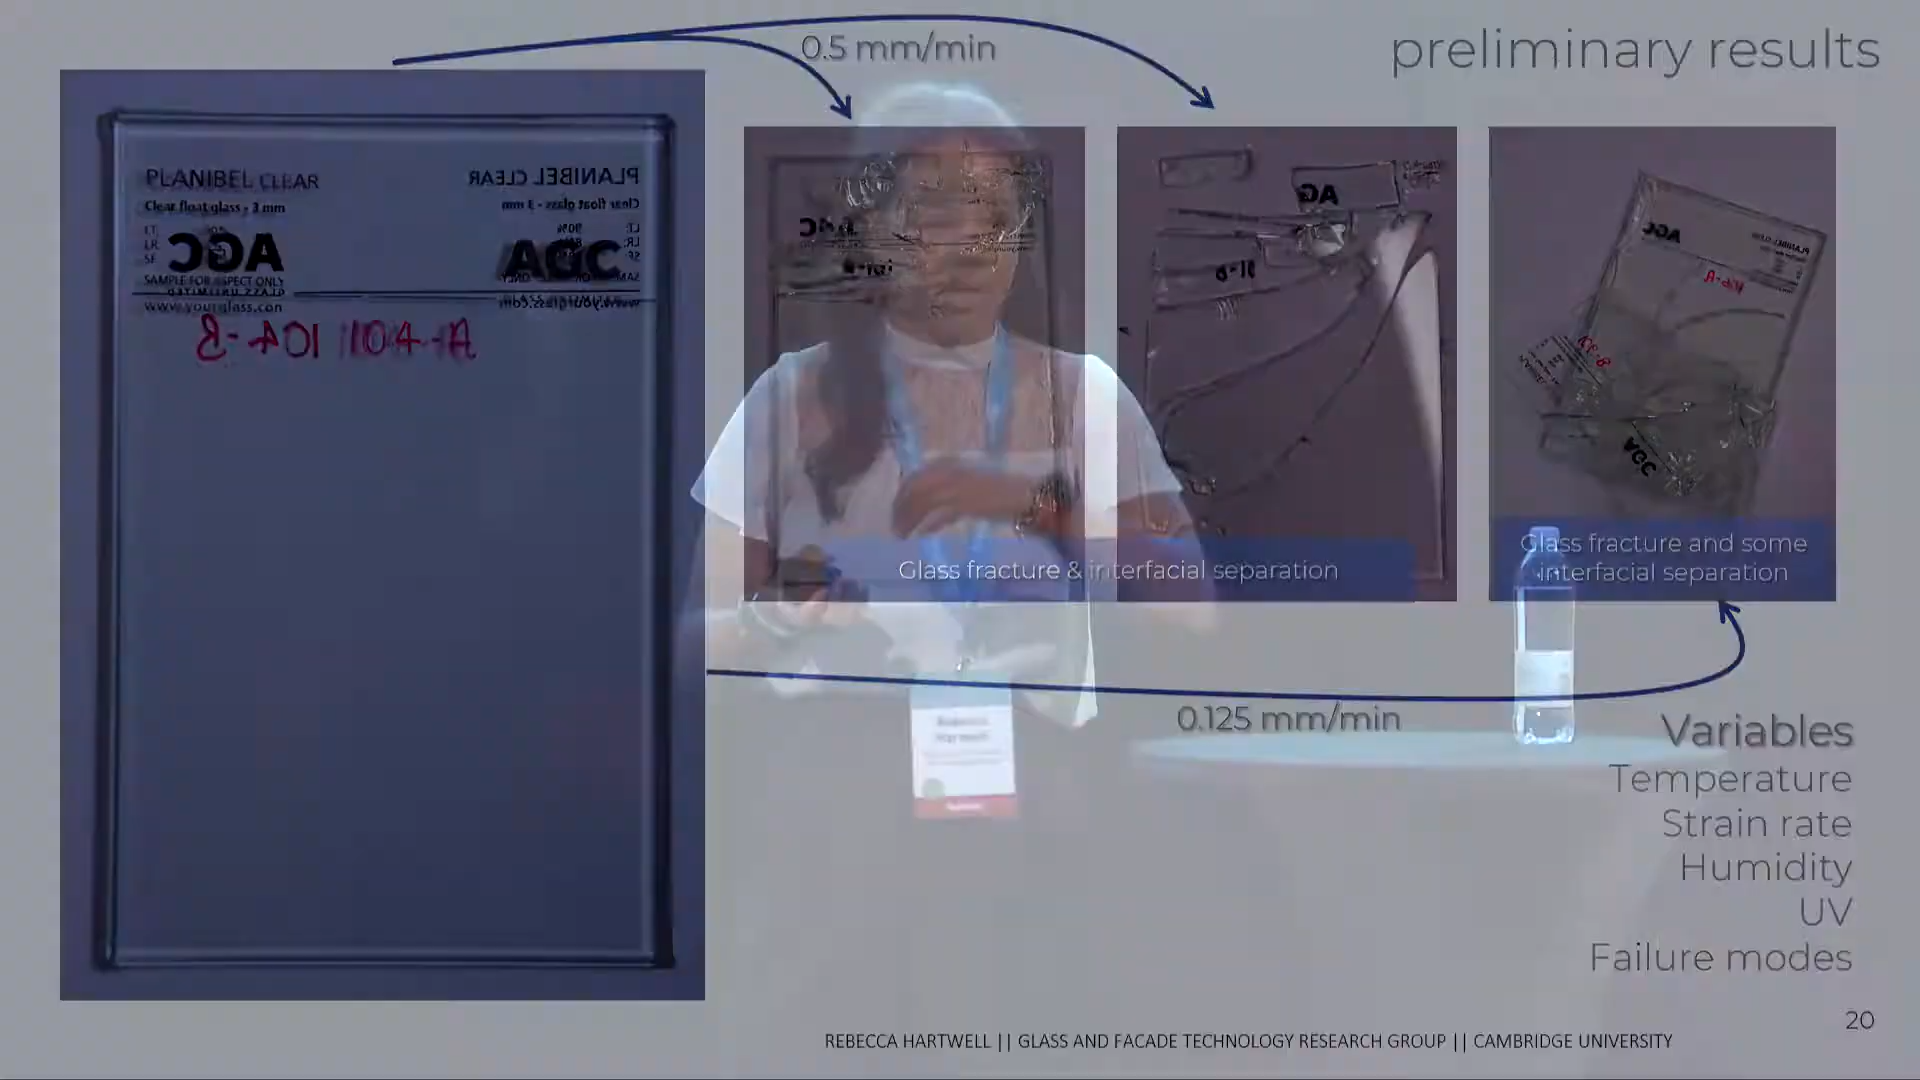 0.5 mm/min
preliminary results
PLANIBEL CLEAR
Clear float glass - 3 mm
AGC
SAMPLE FOR ASPECT ONLY
www.yourglass.com
PLANIBEL CLEAR
Clear float glass - 3 mm
90%
AGC
www.yourglass.com
104-B 104-A
AGC
AGC
AGC
Glass fracture & interfacial separation
Glass fracture and some
interfacial separation
0.125 mm/min
Variables
Temperature
Strain rate
Humidity
UV
Failure modes
20
REBECCA HARTWELL || GLASS AND FACADE TECHNOLOGY RESEARCH GROUP || CAMBRIDGE UNIVERSITY